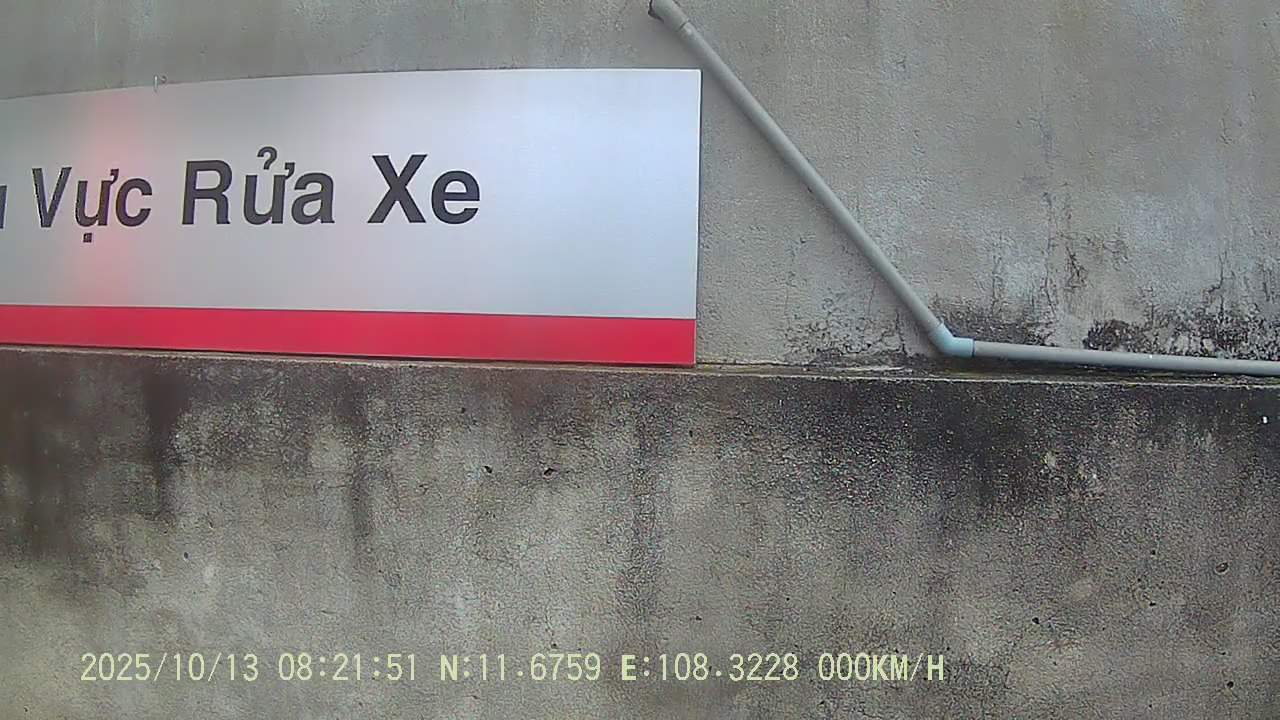 Vực Rửa Xe
2025/10/13 08:21:51 N:11.6759 E:108.3228 000KM/H